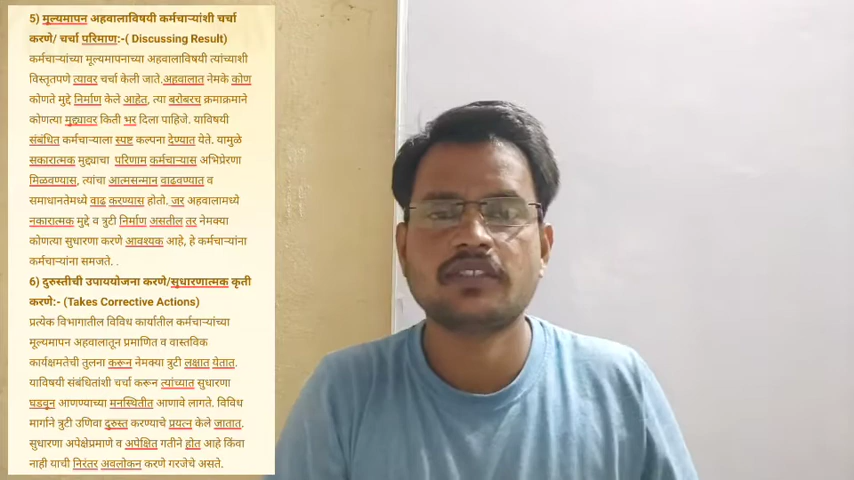 5) मूल्यमापन अहवालाविषयी कर्मचाऱ्यांशी चर्चा
करणे/ चर्चा परिमाण:-( Discussing Result)
कर्मचाऱ्यांच्या मूल्यमापनाच्या अहवालाविषयी त्यांच्याशी
विस्तृतपणे त्यावर चर्चा केली जाते.अहवालात नेमके कोण
कोणते मुद्दे निर्माण केले आहेत, त्या बरोबरच क्रमाक्रमाने
कोणत्या मुद्द्यावर किती भर दिला पाहिजे. याविषयी
संबंधित कर्मचाऱ्याला स्पष्ट कल्पना देण्यात येते. यामुळे
सकारात्मक मुद्द्याचा परिणाम कर्मचाऱ्यास अभिप्रेरणा
मिळवण्यास, त्यांचा आत्मसन्मान वाढवण्यात व
समाधानतेमध्ये वाढ करण्यास होतो. जर अहवालामध्ये
नकारात्मक मुद्दे व त्रुटी निर्माण असतील तर नेमक्या
कोणत्या सुधारणा करणे आवश्यक आहे, हे कर्मचाऱ्यांना
कर्मचाऱ्यांना समजते. .
6) दुरुस्तीची उपाययोजना करणे/सुधारणात्मक कृती
करणे:- (Takes Corrective Actions)
प्रत्येक विभागातील विविध कार्यातील कर्मचाऱ्यांच्या
मूल्यमापन अहवालातून प्रमाणित व वास्तविक
कार्यक्षमतेची तुलना करून नेमक्या त्रुटी लक्षात येतात.
याविषयी संबंधितांशी चर्चा करून त्यांच्यात सुधारणा
घडवून आणण्याच्या मनस्थितीत आणावे लागते. विविध
मार्गाने त्रुटी उणिवा दुरुस्त करण्याचे प्रयत्न केले जातात.
सुधारणा अपेक्षेप्रमाणे व अपेक्षित गतीने होत आहे किंवा
नाही याची निरंतर अवलोकन करणे गरजेचे असते.